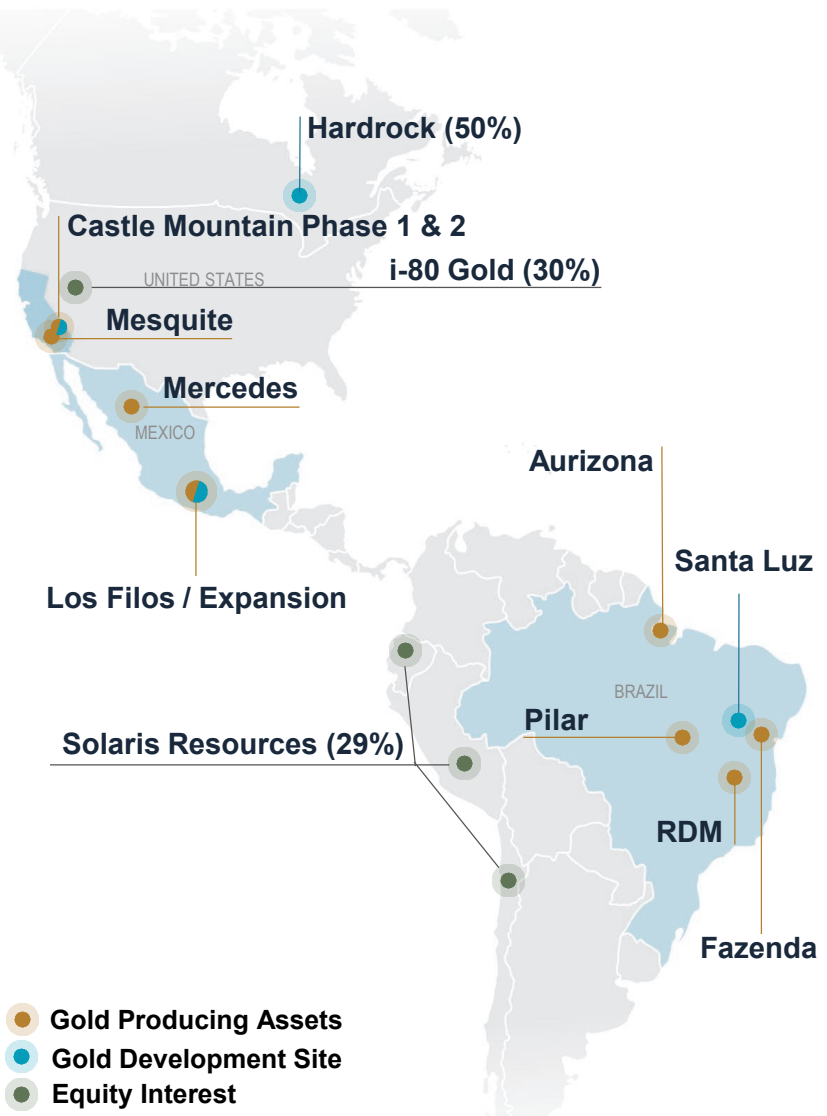 Hardrock (50%)
Castle Mountain Phase 1 & 2
i-80 Gold (30%)
UNITED STATES
Mesquite
Mercedes
MEXICO
Aurizona
Santa Luz
Los Filos / Expansion
BRAZIL
Pilar
Solaris Resources (29%)
RDM
Fazenda
Gold Producing Assets
Gold Development Site
Equity Interest